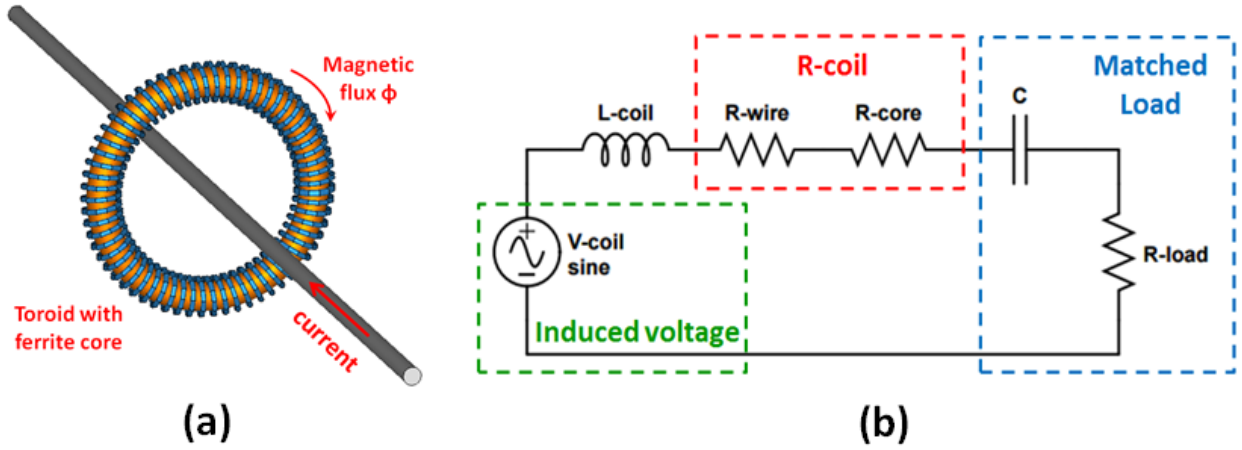 Magnetic
flux ϕ
Toroid with
ferrite core
current
(a)
R-coil
Matched
Load
L-coil
R-wire
R-core
C
V-coil
sine
R-load
Induced voltage
(b)